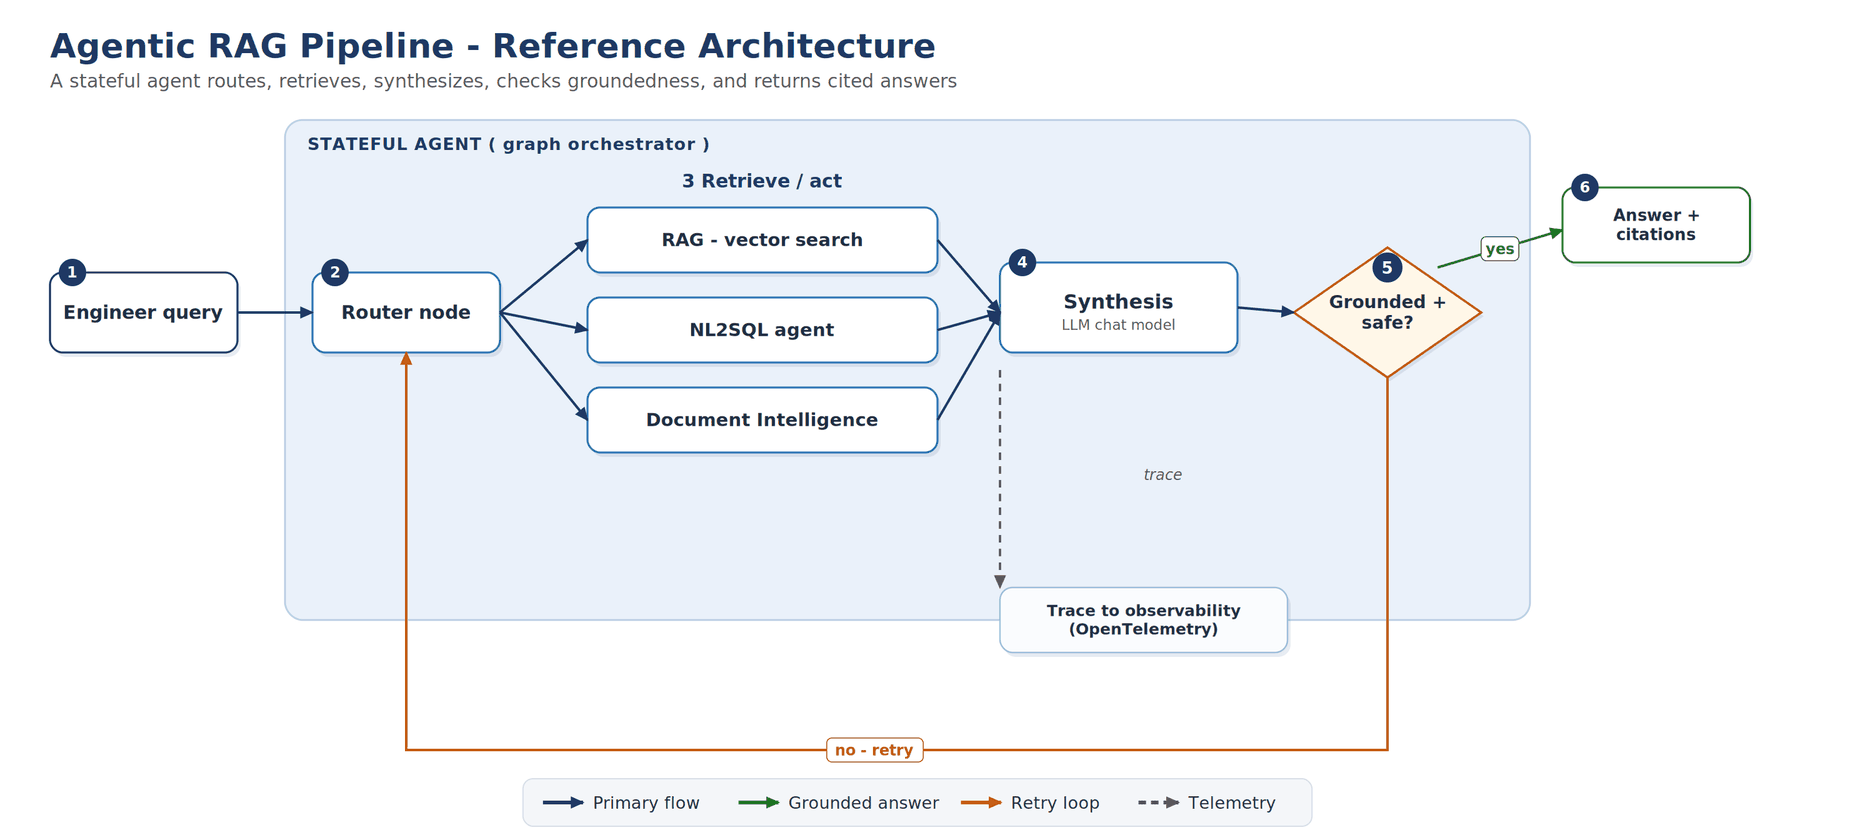 Agentic RAG Pipeline - Reference Architecture
A stateful agent routes, retrieves, synthesizes, checks groundedness, and returns cited answers
STATEFUL AGENT ( graph orchestrator )
3 Retrieve / act
1
Engineer query
2
Router node
RAG - vector search
NL2SQL agent
Document Intelligence
4
Synthesis
LLM chat model
5
Grounded +
safe?
yes
6
Answer +
citations
trace
Trace to observability
(OpenTelemetry)
no - retry
Primary flow
Grounded answer
Retry loop
Telemetry